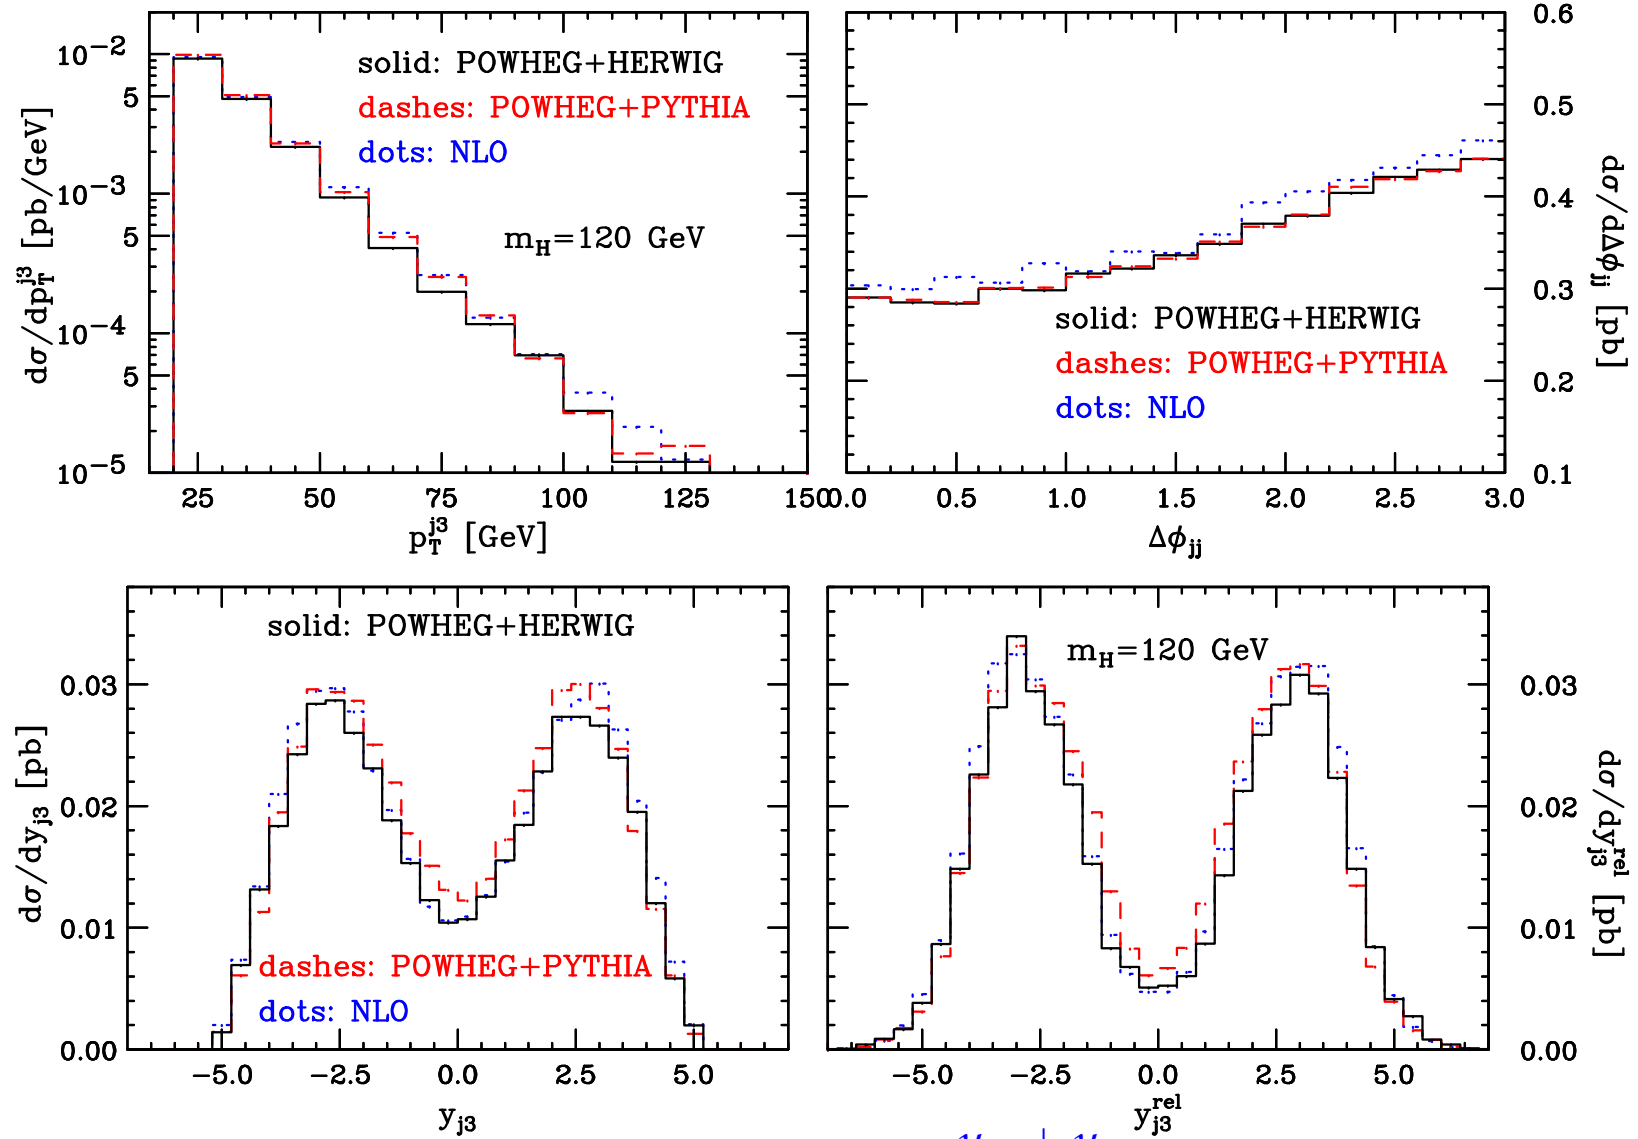 10⁻²
5
10⁻³
5
10⁻⁴
5
10⁻⁵
dσ/dp_T^{j3} [pb/GeV]
solid: POWHEG+HERWIG
dashes: POWHEG+PYTHIA
dots: NLO
m_H=120 GeV
25 50 75 100 125 150
p_T^{j3} [GeV]
0.6
0.5
0.4
0.3
0.2
0.1
dσ/dΔϕ_jj [pb]
solid: POWHEG+HERWIG
dashes: POWHEG+PYTHIA
dots: NLO
0.0 0.5 1.0 1.5 2.0 2.5 3.0
Δϕ_jj
solid: POWHEG+HERWIG
0.03
0.02
0.01
0.00
dσ/dy_j3 [pb]
dashes: POWHEG+PYTHIA
dots: NLO
−5.0 −2.5 0.0 2.5 5.0
y_j3
m_H=120 GeV
0.03
0.02
0.01
0.00
dσ/dy_{j3}^{rel} [pb]
−5.0 −2.5 0.0 2.5 5.0
y_{j3}^{rel}